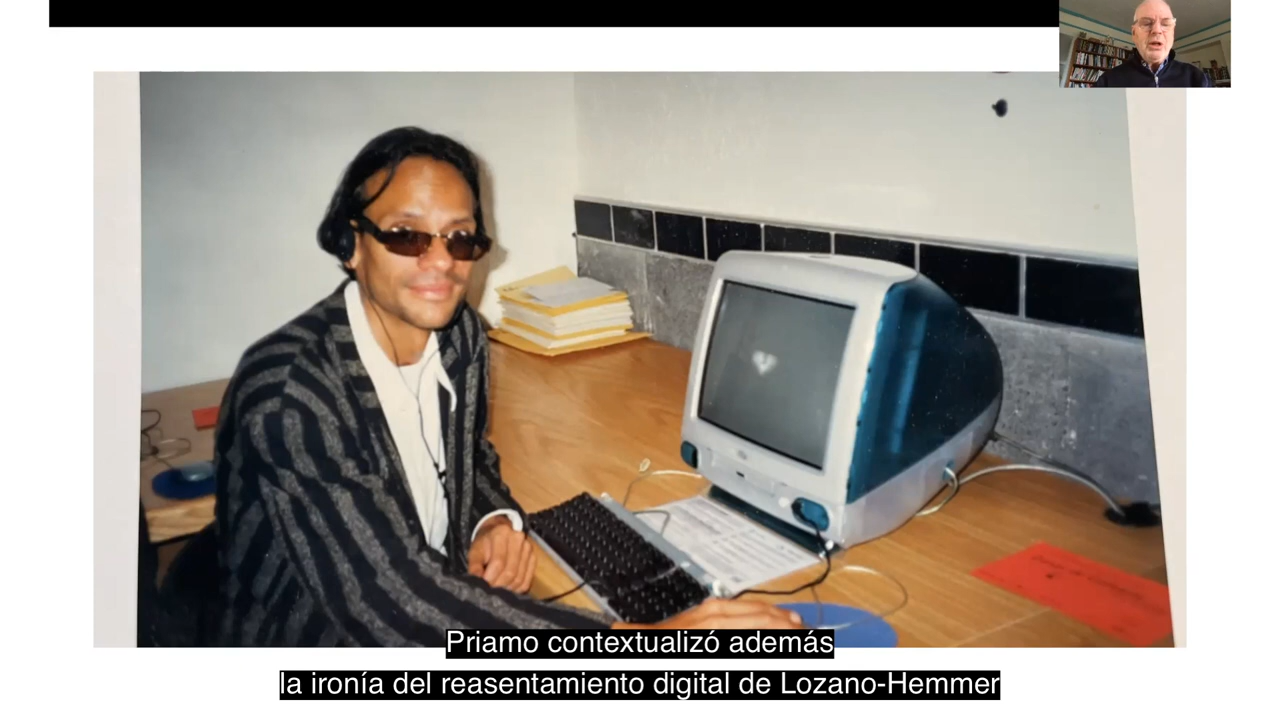 Priamo contextualizó además
la ironía del reasentamiento digital de Lozano-Hemmer